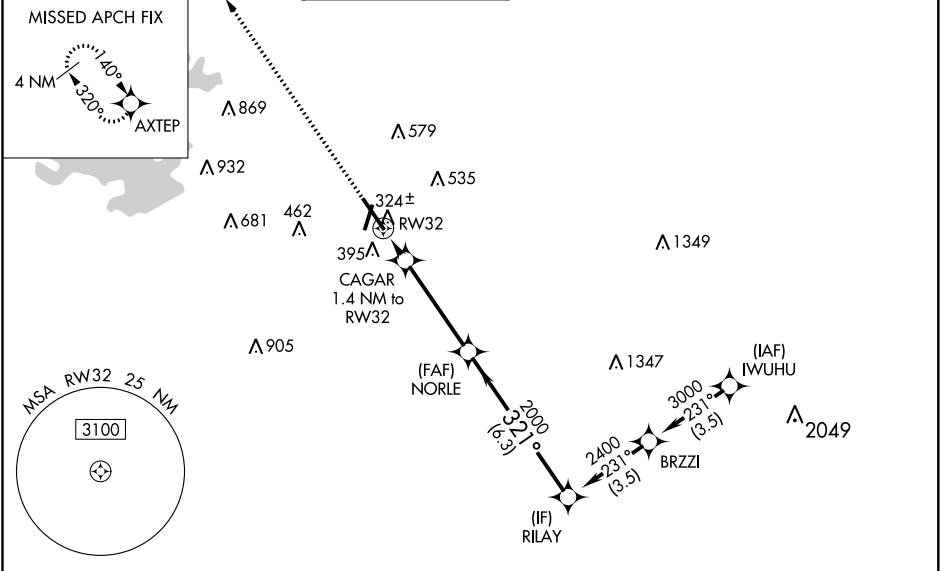 MISSED APCH FIX
4 NM
140°
320°
AXTEP
869
579
932
535
324±
681
462
RW32
395
1349
CAGAR
1.4 NM to
RW32
905
1347
(FAF)
NORLE
(IAF)
IWUHU
3000
231°
(3.5)
2049
MSA RW32 25 NM
3100
2000
321°
(6.3)
2400
231°
(3.5)
BRZZI
(IF)
RILAY